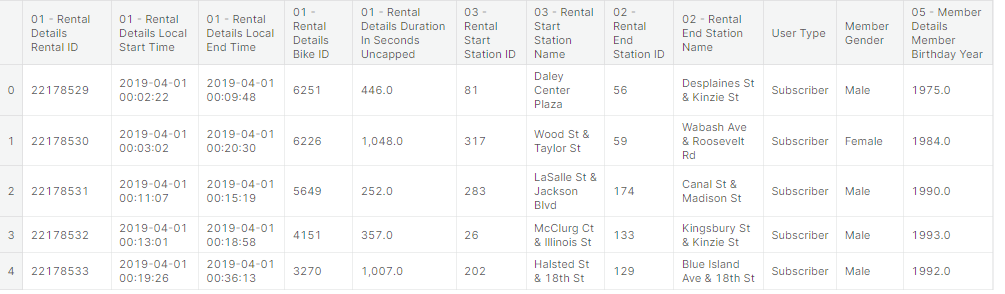 01 - Rental Details Rental ID
01 - Rental Details Local Start Time
01 - Rental Details Local End Time
01 - Rental Details Bike ID
01 - Rental Details Duration In Seconds Uncapped
03 - Rental Start Station ID
03 - Rental Start Station Name
02 - Rental End Station ID
02 - Rental End Station Name
User Type
Member Gender
05 - Member Details Member Birthday Year
0 22178529 2019-04-01 00:02:22 2019-04-01 00:09:48 6251 446.0 81 Daley Center Plaza 56 Desplaines St & Kinzie St Subscriber Male 1975.0
1 22178530 2019-04-01 00:03:02 2019-04-01 00:20:30 6226 1,048.0 317 Wood St & Taylor St 59 Wabash Ave & Roosevelt Rd Subscriber Female 1984.0
2 22178531 2019-04-01 00:11:07 2019-04-01 00:15:19 5649 252.0 283 LaSalle St & Jackson Blvd 174 Canal St & Madison St Subscriber Male 1990.0
3 22178532 2019-04-01 00:13:01 2019-04-01 00:18:58 4151 357.0 26 McClurg Ct & Illinois St 133 Kingsbury St & Kinzie St Subscriber Male 1993.0
4 22178533 2019-04-01 00:19:26 2019-04-01 00:36:13 3270 1,007.0 202 Halsted St & 18th St 129 Blue Island Ave & 18th St Subscriber Male 1992.0